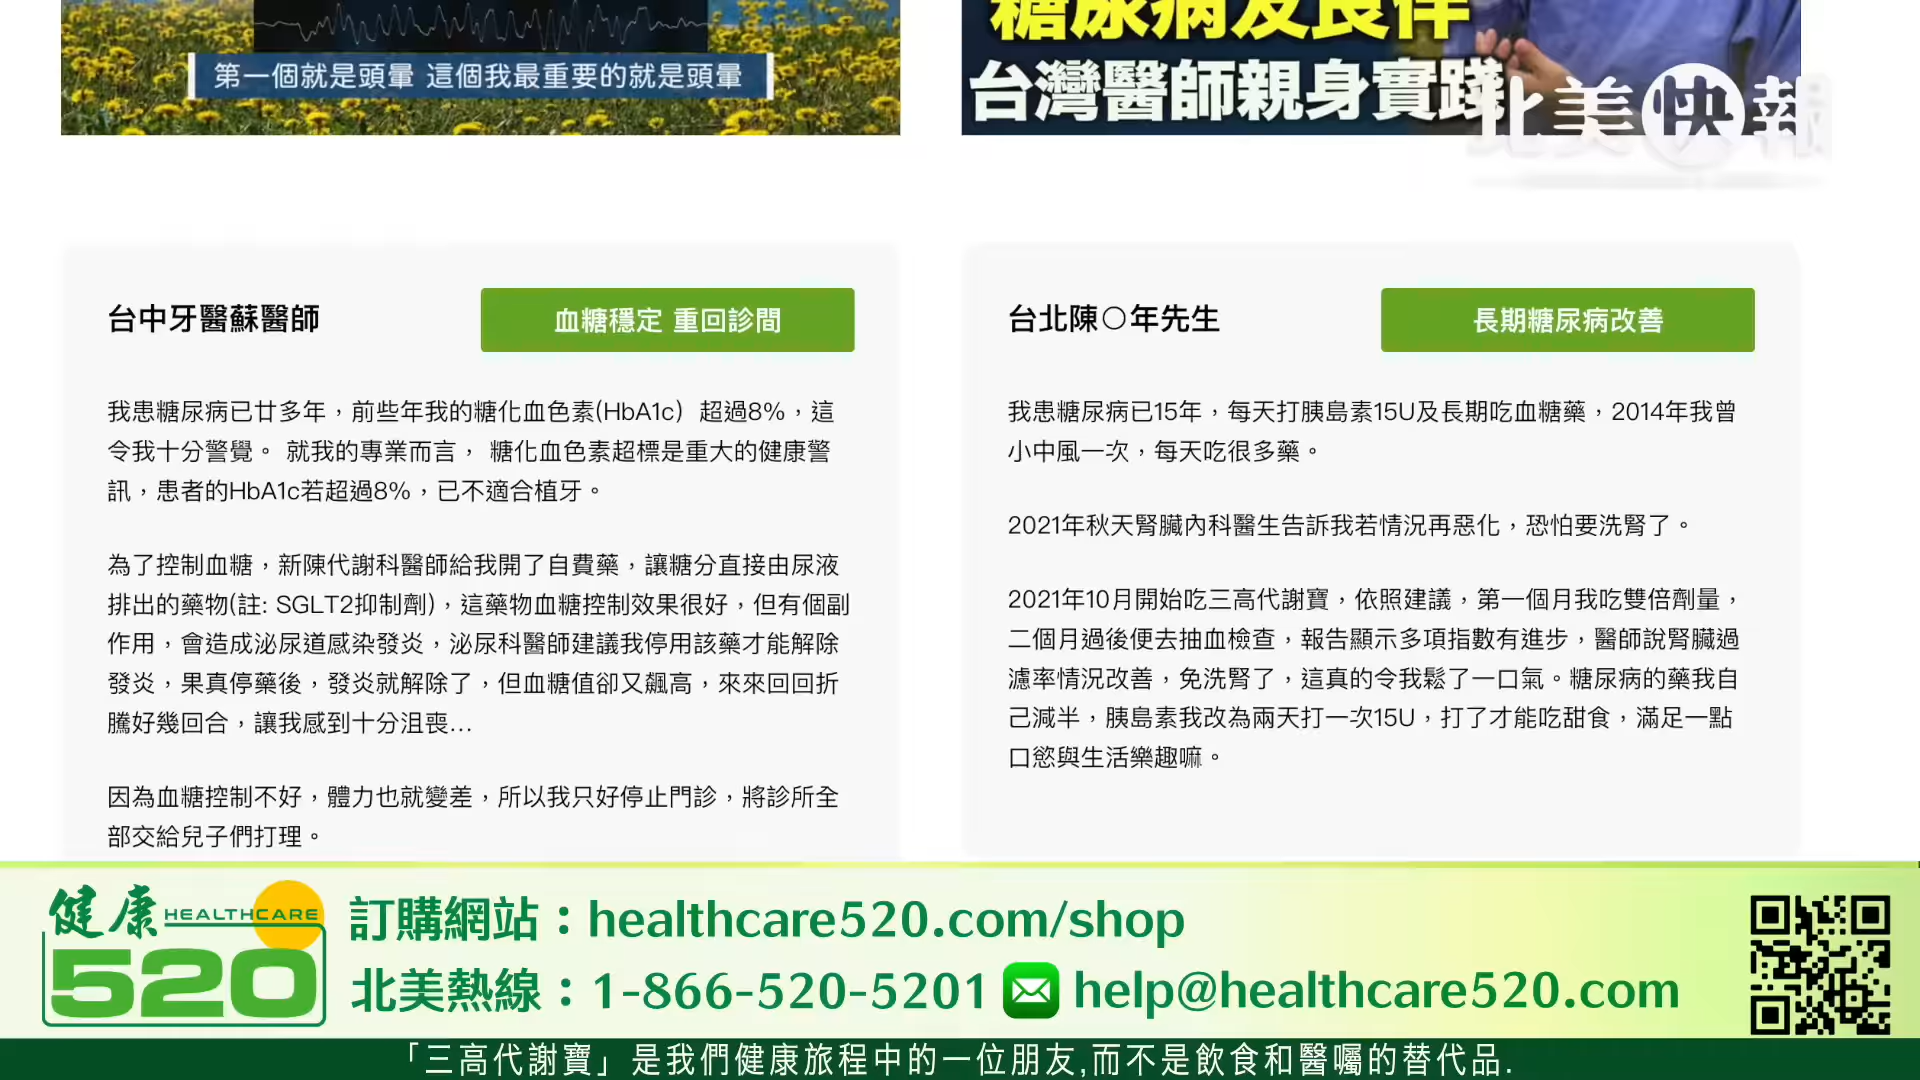 第一個就是頭暈 這個我最重要的就是頭暈
糖尿病及良伴
台灣醫師親身實踐
北美快報
台中牙醫蘇醫師
血糖穩定 重回診間
我患糖尿病已廿多年，前些年我的糖化血色素(HbA1c）超過8%，這
令我十分警覺。 就我的專業而言， 糖化血色素超標是重大的健康警
訊，患者的HbA1c若超過8%，已不適合植牙。
為了控制血糖，新陳代謝科醫師給我開了自費藥，讓糖分直接由尿液
排出的藥物(註: SGLT2抑制劑)，這藥物血糖控制效果很好，但有個副
作用，會造成泌尿道感染發炎，泌尿科醫師建議我停用該藥才能解除
發炎，果真停藥後，發炎就解除了，但血糖值卻又飆高，來來回回折
騰好幾回合，讓我感到十分沮喪…
因為血糖控制不好，體力也就變差，所以我只好停止門診，將診所全
部交給兒子們打理。
台北陳○年先生
長期糖尿病改善
我患糖尿病已15年，每天打胰島素15U及長期吃血糖藥，2014年我曾
小中風一次，每天吃很多藥。
2021年秋天腎臟內科醫生告訴我若情況再惡化，恐怕要洗腎了。
2021年10月開始吃三高代謝寶，依照建議，第一個月我吃雙倍劑量，
二個月過後便去抽血檢查，報告顯示多項指數有進步，醫師說腎臟過
濾率情況改善，免洗腎了，這真的令我鬆了一口氣。糖尿病的藥我自
己減半，胰島素我改為兩天打一次15U，打了才能吃甜食，滿足一點
口慾與生活樂趣嘛。
健康 HEALTHCARE
520
訂購網站：healthcare520.com/shop
北美熱線：1-866-520-5201 help@healthcare520.com
「三高代謝寶」是我們健康旅程中的一位朋友,而不是飲食和醫囑的替代品.